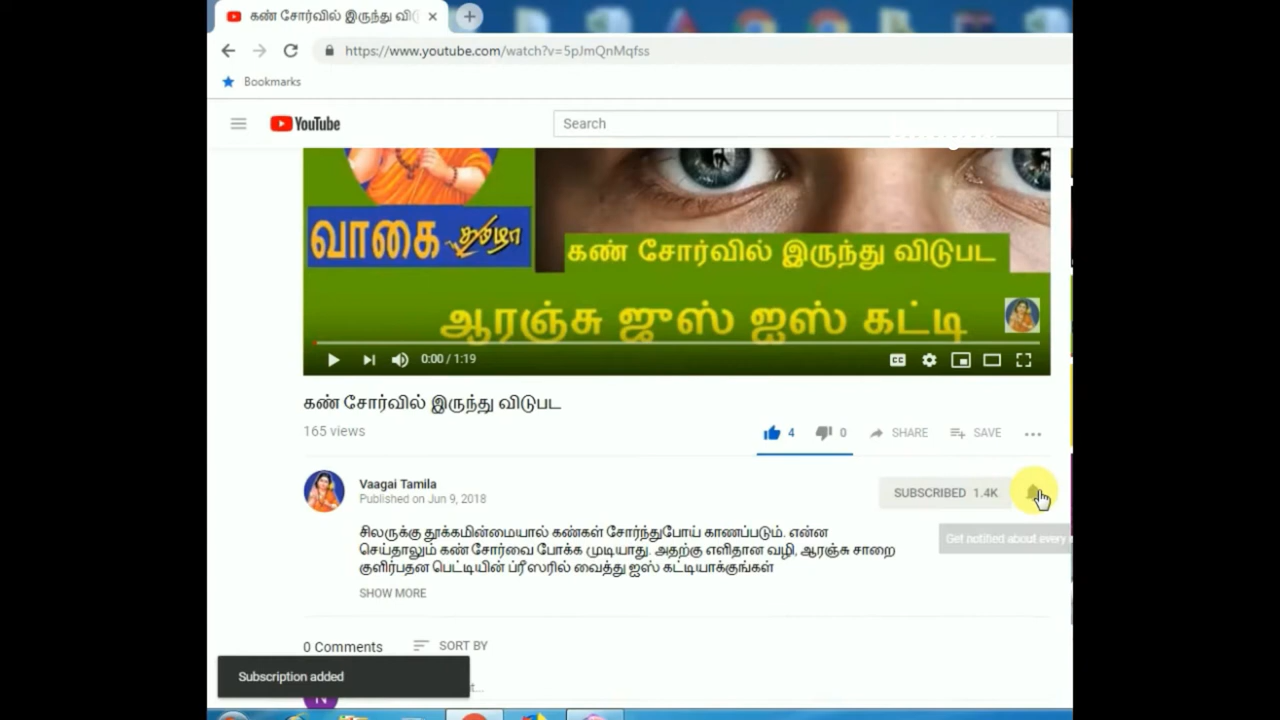 கண் சோர்வில் இருந்து விடு
https://www.youtube.com/watch?v=5pJmQnMqfss
Bookmarks
YouTube
Search
வாகை தமிழா
கண் சோர்வில் இருந்து விடுபட
ஆரஞ்சு ஜுஸ் ஐஸ் கட்டி
0:00 / 1:19
கண் சோர்வில் இருந்து விடுபட
165 views
4 0 SHARE SAVE
Vaagai Tamila
SUBSCRIBED 1.4K
Published on Jun 9, 2018
சிலருக்கு தூக்கமின்மையால் கண்கள் சோர்ந்துபோய் காணப்படும். என்ன
Get notified about every
செய்தாலும் கண் சோர்வை போக்க முடியாது. அதற்கு எளிதான வழி, ஆரஞ்சு சாறை
குளிர்பதன பெட்டியின் ப்ரீஸரில் வைத்து ஐஸ் கட்டியாக்குங்கள்
SHOW MORE
0 Comments SORT BY
Subscription added
N